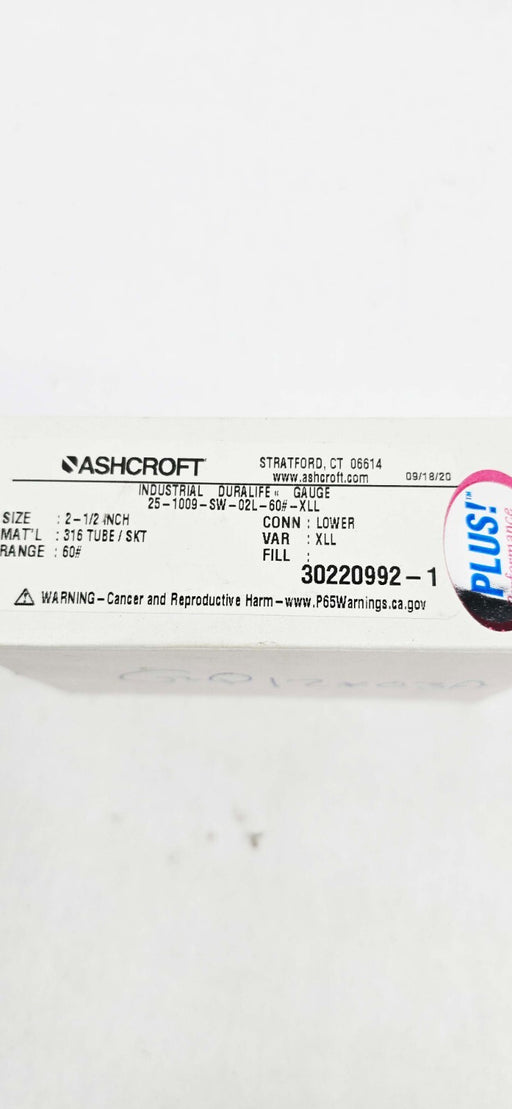 ASHCROFT
STRATFORD, CT 06614
www.ashcroft.com
09/18/20
INDUSTRIAL DURALIFE « GAUGE
25-1009-SW-02L-60#-XLL
SIZE : 2-1/2 INCH
CONN : LOWER
MAT'L : 316 TUBE / SKT
VAR : XLL
RANGE : 60#
FILL :
30220992-1
⚠ WARNING-Cancer and Reproductive Harm-www.P65Warnings.ca.gov
PLUS!™
Performance